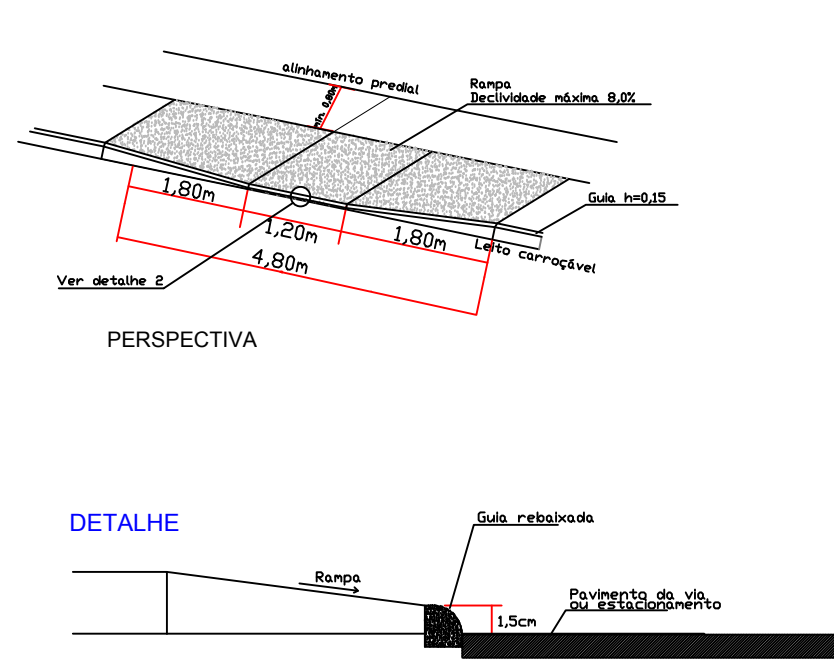 alinhamento predial
min. 0,80m
Rampa
Declividade máxima 8,0%
Guia h=0,15
1,80m
1,20m
1,80m
4,80m
Leito carroçável
Ver detalhe 2
PERSPECTIVA
DETALHE
Guia rebaixada
Rampa
1,5cm
Pavimento da via
ou estacionamento